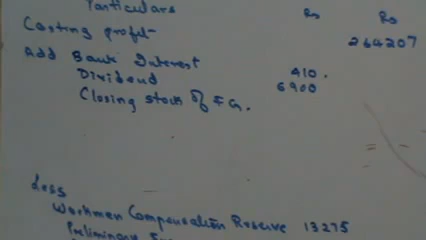 Particulars Rs Rs
Costing profit 264207
Add Bank Interest 410.
Dividend 6900
Closing stock of F G.
Less
Workmen Compensation Reserve 13275
Preliminary